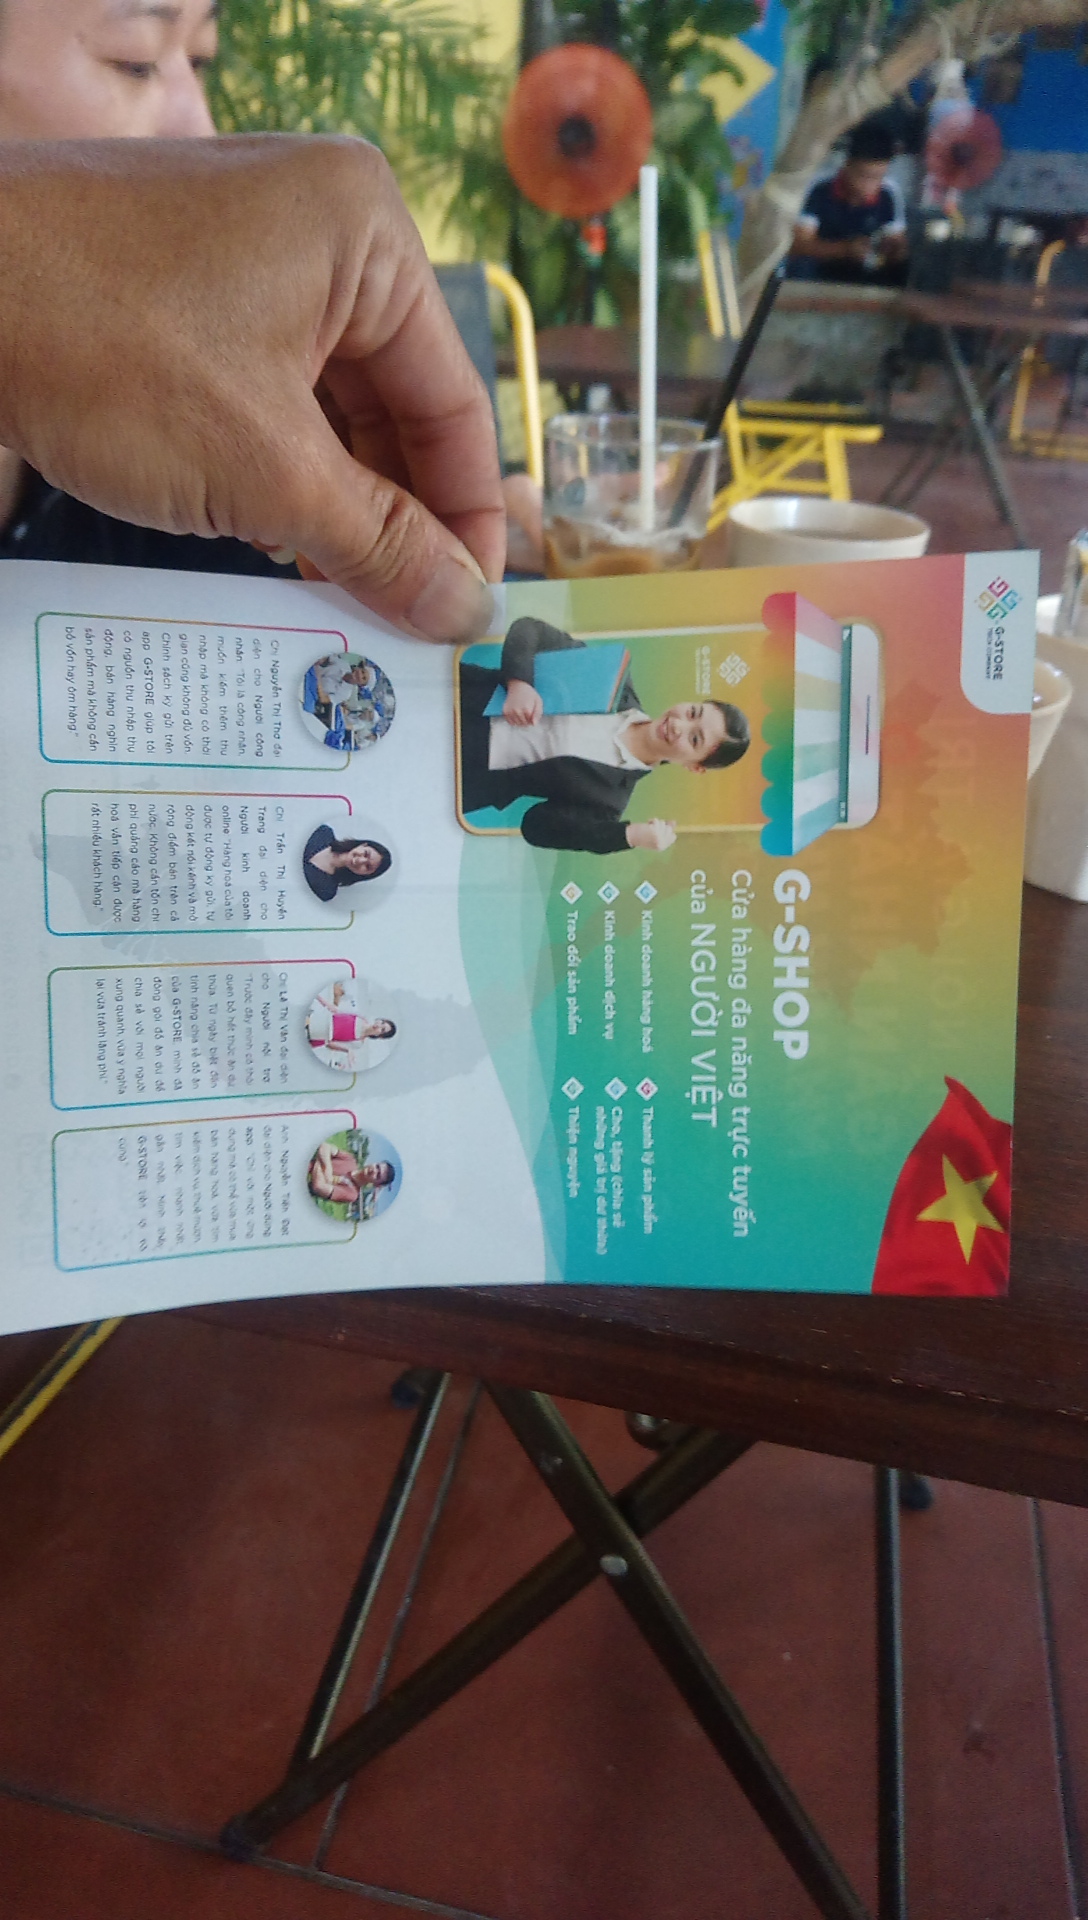 G-STORE
TECH COMPANY
G-STORE
G-SHOP
Cửa hàng đa năng trực tuyến
của NGƯỜI VIỆT
Kinh doanh hàng hoá
Kinh doanh dịch vụ
Trao đổi sản phẩm
Thanh lý sản phẩm
Cho, tặng (chia sẻ
những giá trị dư thừa)
Thiện nguyện
Chị Nguyễn Thị Thơ đại
diện cho Người công
nhân: "Tôi là công nhân,
muốn kiếm thêm thu
nhập mà không có thời
gian cũng không đủ vốn.
Chính sách ký gửi trên
app G-STORE giúp tôi
có nguồn thu nhập thụ
động, bán hàng nghìn
sản phẩm mà không cần
bỏ vốn hay ôm hàng."
Chị Trần Thị Huyền
Trang đại diện cho
Người kinh doanh
online: "Hàng hoá của tôi
được tự động ký gửi, tự
động kết nối kênh và mở
rộng điểm bán trên cả
nước. Không cần tốn chi
phí quảng cáo mà hàng
hoá vẫn tiếp cận được
rất nhiều khách hàng."
Chị Lê Thị Vân đại diện
cho Người nội trợ:
"Trước đây mình có thói
quen bỏ hết thức ăn dư
thừa. Từ ngày biết đến
tính năng chia sẻ đồ ăn
của G-STORE, mình đã
đóng gói đồ ăn dư để
chia sẻ với mọi người
xung quanh, vừa ý nghĩa
lại vừa tránh lãng phí."
Anh Nguyễn Tiến Đạt
đại diện cho Người dùng
app: "Chỉ với một ứng
dụng mà có thể vừa mua
bán hàng hoá, vừa tìm
kiếm dịch vụ, thuê mướn,
tìm việc nhanh nhất,
gần nhất. Mình thấy
G-STORE tiện lợi vô
cùng"